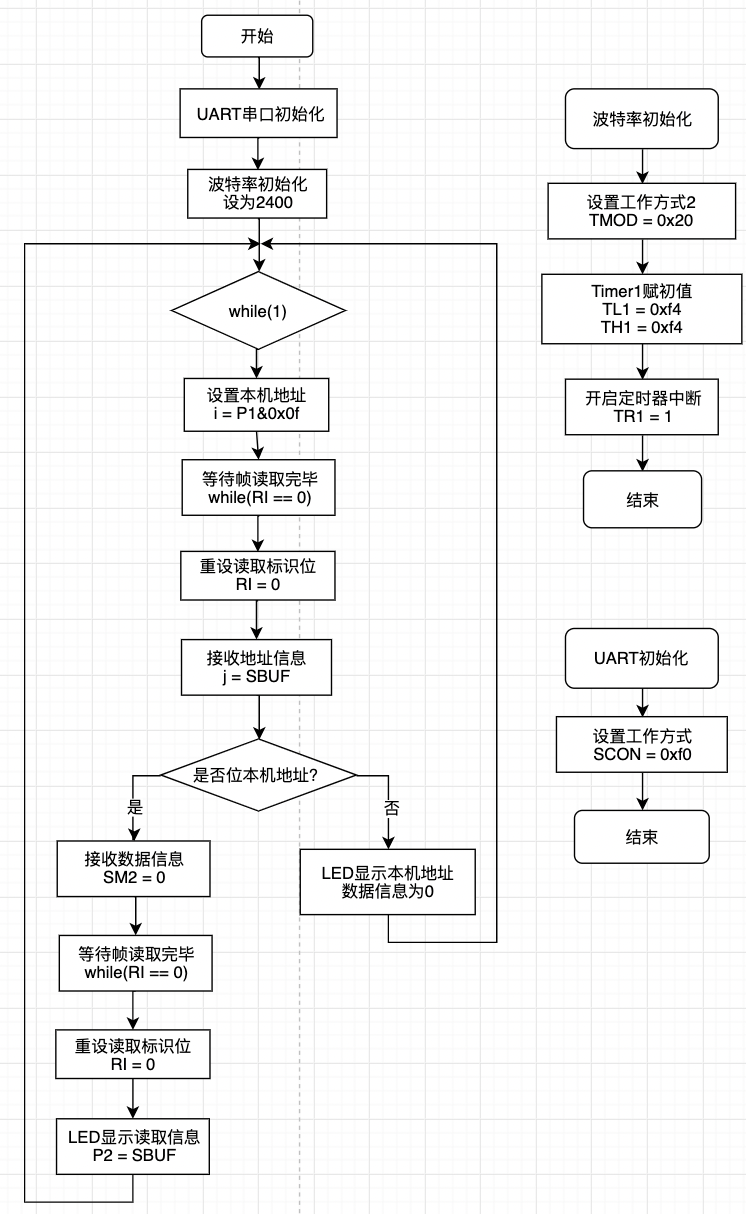 开始
UART串口初始化
波特率初始化
设为2400
while(1)
设置本机地址
i = P1&0x0f
等待帧读取完毕
while(RI == 0)
重设读取标识位
RI = 0
接收地址信息
j = SBUF
是否位本机地址?
是
否
接收数据信息
SM2 = 0
LED显示本机地址
数据信息为0
等待帧读取完毕
while(RI == 0)
重设读取标识位
RI = 0
LED显示读取信息
P2 = SBUF
波特率初始化
设置工作方式2
TMOD = 0x20
Timer1赋初值
TL1 = 0xf4
TH1 = 0xf4
开启定时器中断
TR1 = 1
结束
UART初始化
设置工作方式
SCON = 0xf0
结束